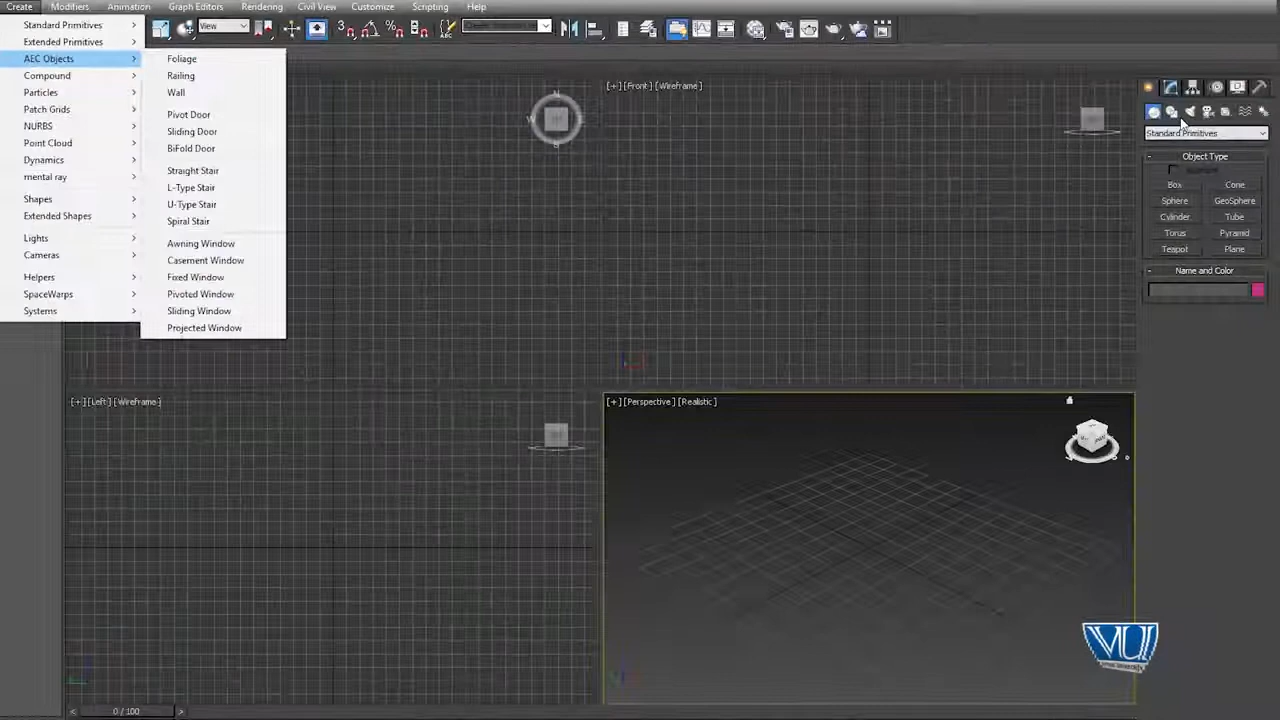 Create Modifiers Animation Graph Editors Rendering Civil View Customize Scripting Help
Standard Primitives
Extended Primitives
AEC Objects
Compound
Particles
Patch Grids
NURBS
Point Cloud
Dynamics
mental ray
Shapes
Extended Shapes
Lights
Cameras
Helpers
SpaceWarps
Systems
Foliage
Railing
Wall
Pivot Door
Sliding Door
BiFold Door
Straight Stair
L-Type Stair
U-Type Stair
Spiral Stair
Awning Window
Casement Window
Fixed Window
Pivoted Window
Sliding Window
Projected Window
View
N
W
[+] [Front] [Wireframe]
[+] [Left] [Wireframe]
[+] [Perspective] [Realistic]
Standard Primitives
- Object Type
Box Cone
Sphere GeoSphere
Cylinder Tube
Torus Pyramid
Teapot Plane
- Name and Color
VU
< 0 / 100 >